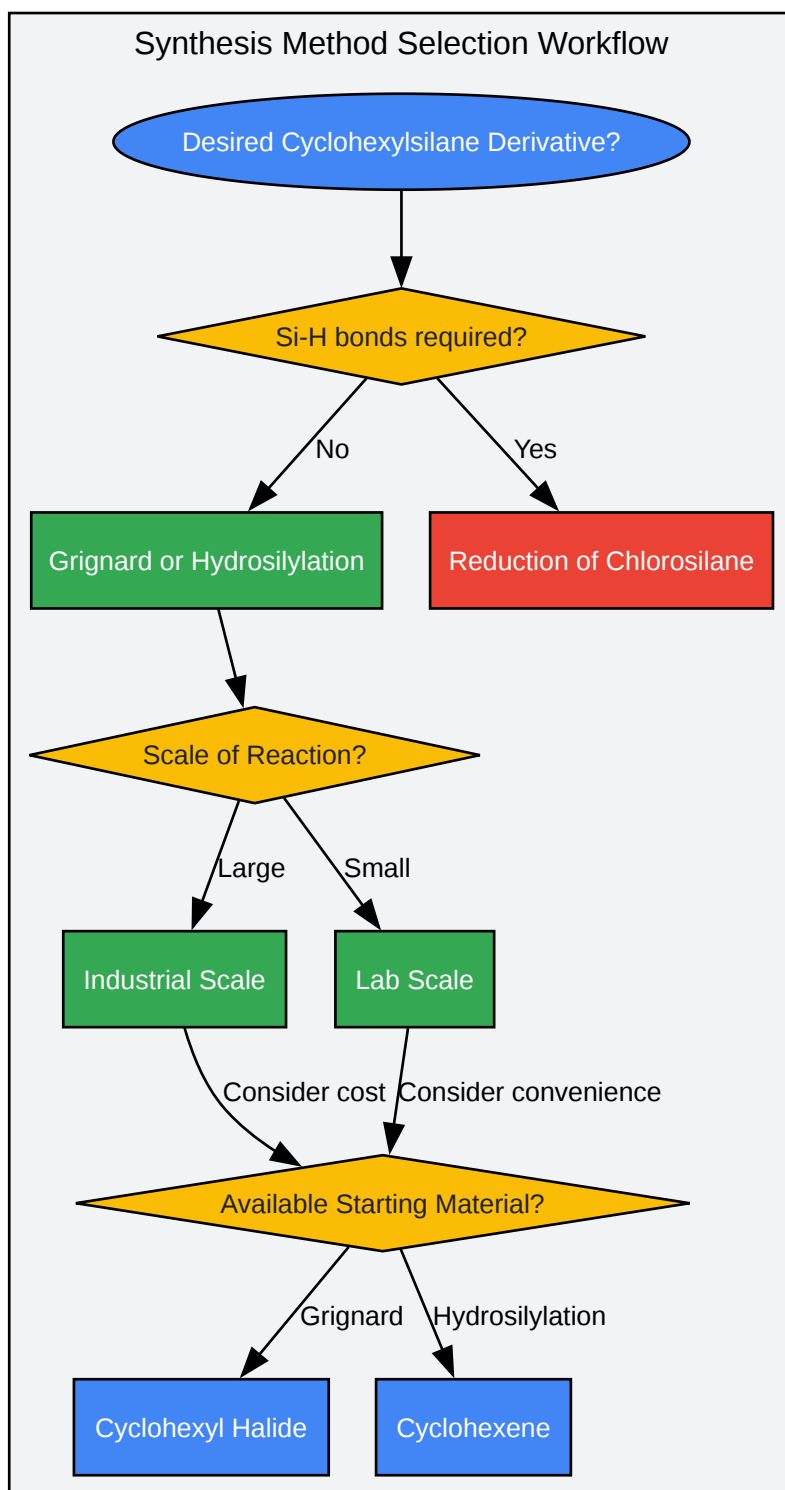 Synthesis Method Selection Workflow
Desired Cyclohexylsilane Derivative?
Si-H bonds required?
No
Yes
Grignard or Hydrosilylation
Reduction of Chlorosilane
Scale of Reaction?
Large
Small
Industrial Scale
Lab Scale
Consider cost
Consider convenience
Available Starting Material?
Grignard
Hydrosilylation
Cyclohexyl Halide
Cyclohexene